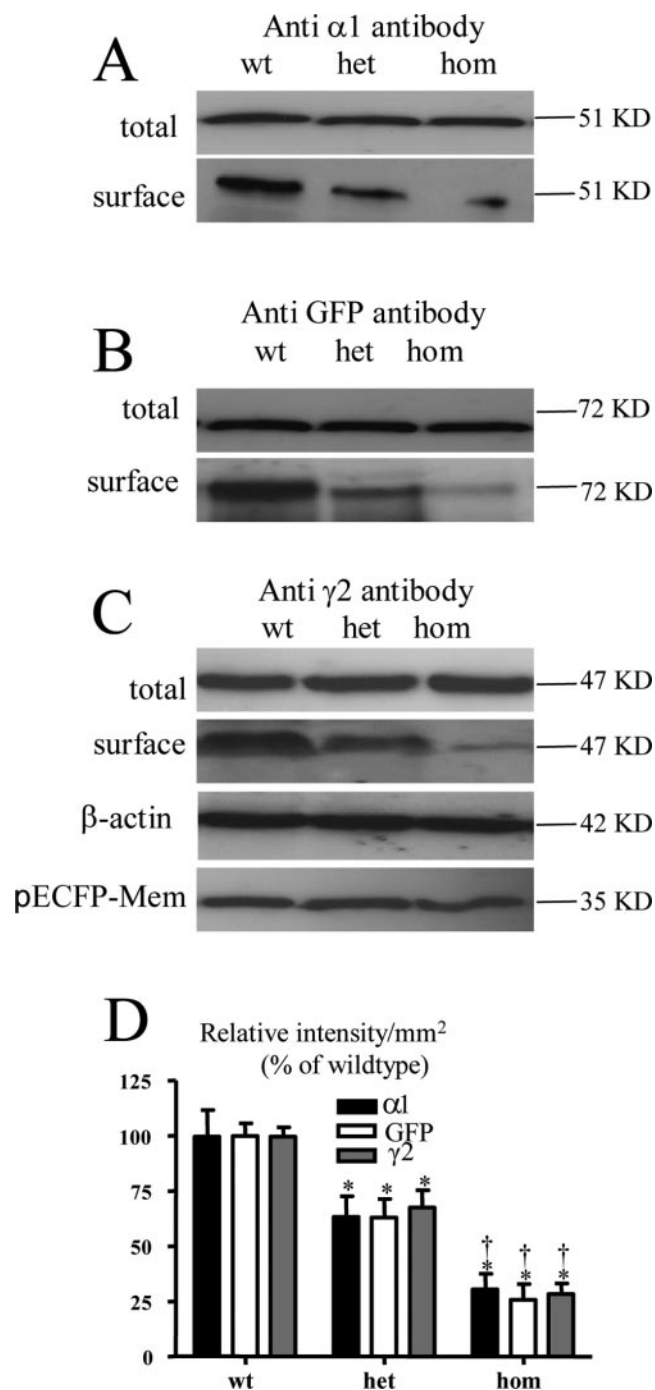 A
Anti α1 antibody
wt het hom
total
51 KD
surface
51 KD
B
Anti GFP antibody
wt het hom
total
72 KD
surface
72 KD
C
Anti γ2 antibody
wt het hom
total
47 KD
surface
47 KD
β-actin
42 KD
pECFP-Mem
35 KD
D
Relative intensity/mm²
(% of wildtype)
125
100
75
50
25
0
α1
GFP
γ2
* * *
† † †
* * *
wt het hom